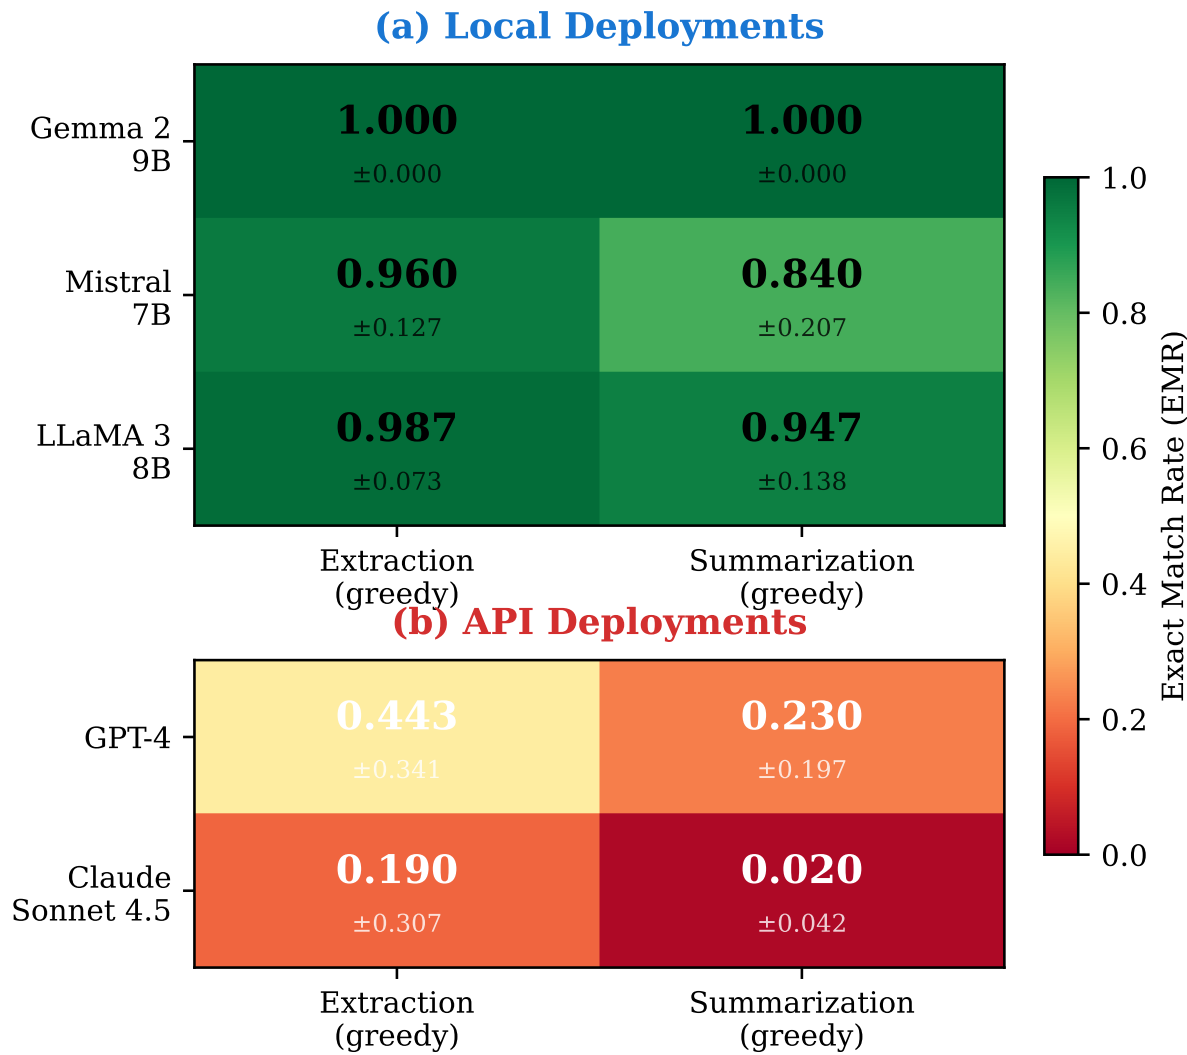 (a) Local Deployments
Gemma 2
9B
1.000
±0.000
1.000
±0.000
Mistral
7B
0.960
±0.127
0.840
±0.207
LLaMA 3
8B
0.987
±0.073
0.947
±0.138
Extraction
(greedy)
Summarization
(greedy)
(b) API Deployments
GPT-4
0.443
±0.341
0.230
±0.197
Claude
Sonnet 4.5
0.190
±0.307
0.020
±0.042
Extraction
(greedy)
Summarization
(greedy)
1.0
0.8
0.6
0.4
0.2
0.0
Exact Match Rate (EMR)